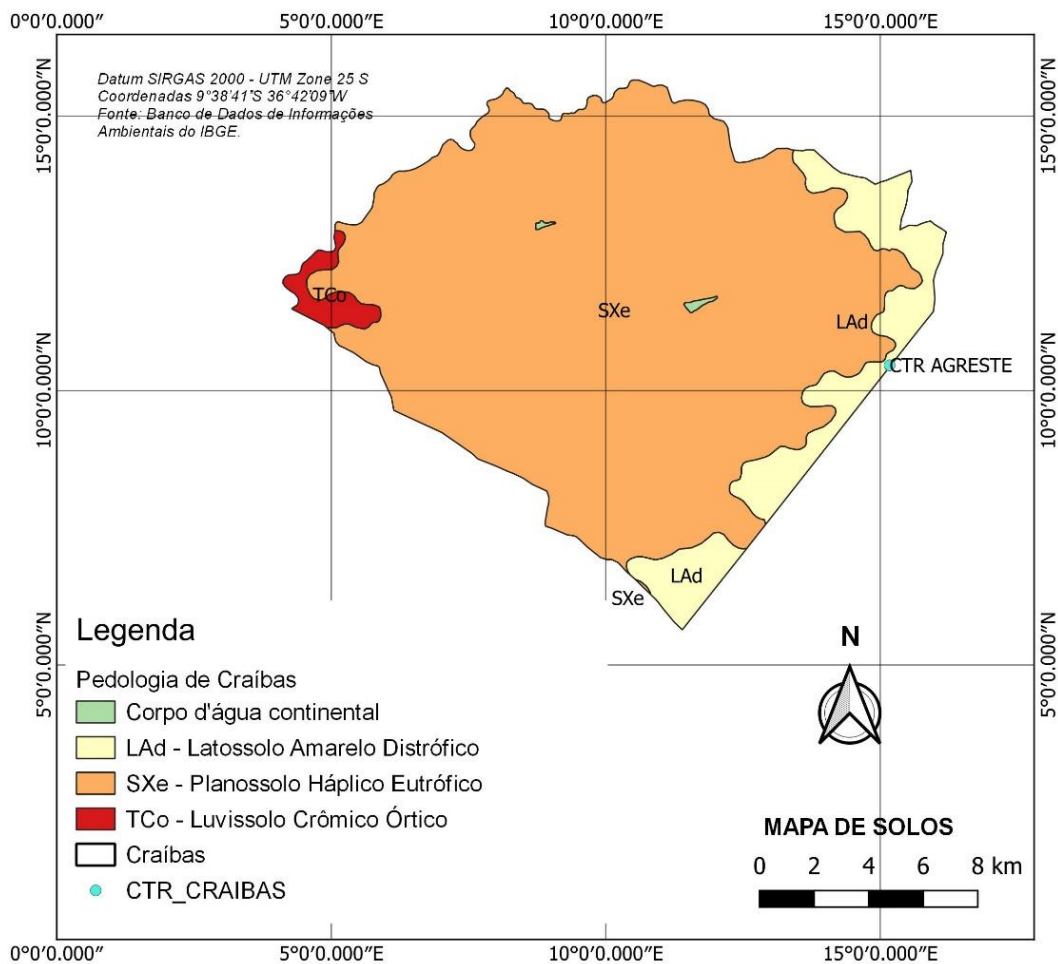 0°0′0.000″ 5°0′0.000″E 10°0′0.000″E 15°0′0.000″E
Datum SIRGAS 2000 - UTM Zone 25 S
Coordenadas 9°38'41"S 36°42'09"W
Fonte: Banco de Dados de Informações
Ambientais do IBGE.
15°0′0.000″N
15°0′0.000″N
TCo
SXe
LAd
CTR AGRESTE
10°0′0.000″N
10°0′0.000″N
LAd
SXe
5°0′0.000″N
5°0′0.000″N
Legenda
Pedologia de Craíbas
Corpo d'água continental
LAd - Latossolo Amarelo Distrófico
SXe - Planossolo Háplico Eutrófico
TCo - Luvissolo Crômico Órtico
Craíbas
CTR_CRAIBAS
N
MAPA DE SOLOS
0 2 4 6 8 km
0°0′0.000″ 5°0′0.000″E 10°0′0.000″E 15°0′0.000″E